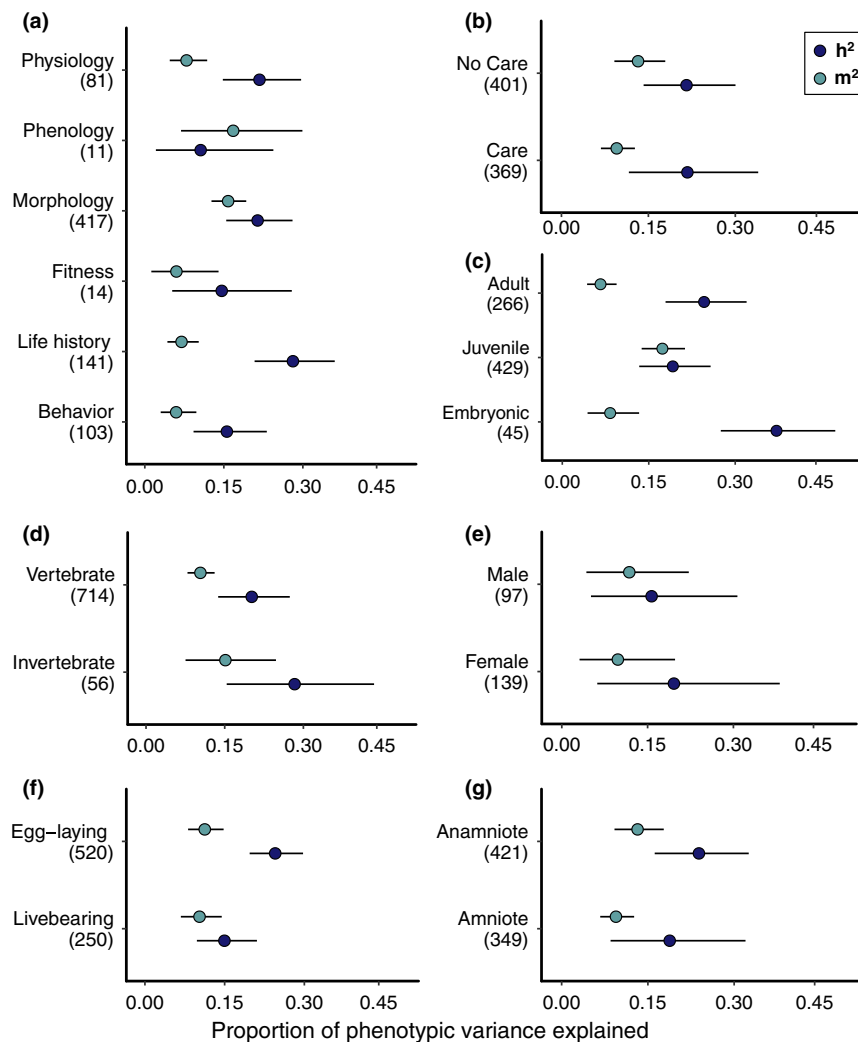 (a)
Physiology
(81)
Phenology
(11)
Morphology
(417)
Fitness
(14)
Life history
(141)
Behavior
(103)
0.00 0.15 0.30 0.45
(b)
h²
m²
No Care
(401)
Care
(369)
0.00 0.15 0.30 0.45
(c)
Adult
(266)
Juvenile
(429)
Embryonic
(45)
0.00 0.15 0.30 0.45
(d)
Vertebrate
(714)
Invertebrate
(56)
0.00 0.15 0.30 0.45
(e)
Male
(97)
Female
(139)
0.00 0.15 0.30 0.45
(f)
Egg–laying
(520)
Livebearing
(250)
0.00 0.15 0.30 0.45
(g)
Anamniote
(421)
Amniote
(349)
0.00 0.15 0.30 0.45
Proportion of phenotypic variance explained